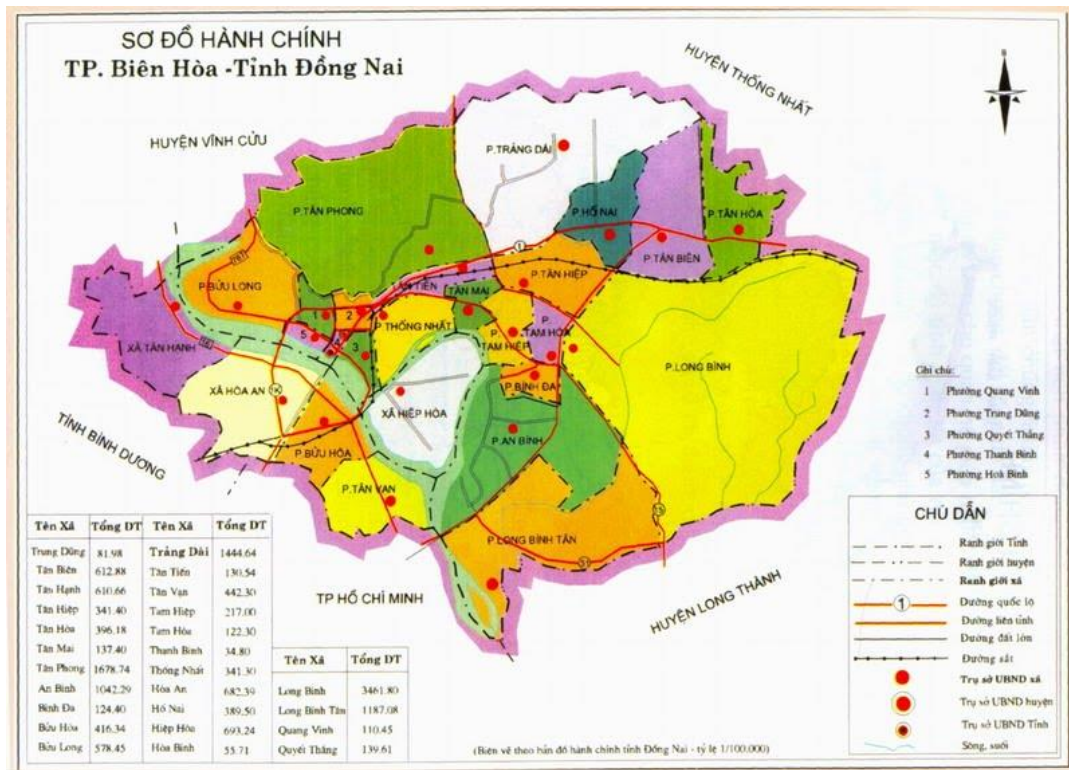 SƠ ĐỒ HÀNH CHÍNH
TP. Biên Hòa -Tỉnh Đồng Nai
HUYỆN THỐNG NHẤT
HUYỆN VĨNH CỬU
P.TRẢNG DÀI
P.TÂN PHONG
P.HỐ NAI
P.TÂN HÒA
P.TÂN BIÊN
1
P.TÂN HIỆP
P.BỬU LONG
TIẾN
TÂN MAI
1
2
P.THỐNG NHẤT
P. TAM HIỆP
P. TAM HÒA
5
4
3
XÃ TÂN HẠNH
P.LONG BÌNH
P.BÌNH ĐA
XÃ HÓA AN
1K
XÃ HIỆP HÒA
P.AN BÌNH
P.BỬU HÒA
P.TÂN VẠN
P.LONG BÌNH TÂN
51
TỈNH BÌNH DƯƠNG
TP HỒ CHÍ MINH
HUYỆN LONG THÀNH
Ghi chú:
1 Phường Quang Vinh
2 Phường Trung Dũng
3 Phường Quyết Thắng
4 Phường Thanh Bình
5 Phường Hoà Bình
CHÚ DẪN
Ranh giới Tỉnh
Ranh giới huyện
Ranh giới xã
1 Đường quốc lộ
Đường liên tỉnh
Đường đất lớn
Đường sắt
Trụ sở UBND xã
Trụ sở UBND huyện
Trụ sở UBND Tỉnh
Sông, suối
Tên Xã Tổng DT Tên Xã Tổng DT
Trung Dũng 81.98 Trảng Dài 1444.64
Tân Biên 612.88 Tân Tiến 130.54
Tân Hạnh 610.66 Tân Vạn 442.30
Tân Hiệp 341.40 Tam Hiệp 217.00
Tân Hòa 396.18 Tam Hòa 122.30
Tân Mai 137.40 Thanh Bình 34.80
Tân Phong 1678.74 Thống Nhất 341.30
An Bình 1042.29 Hóa An 682.39
Bình Đa 124.40 Hố Nai 389.50
Bửu Hòa 416.34 Hiệp Hòa 693.24
Bửu Long 578.45 Hòa Bình 55.71
Tên Xã Tổng DT
Long Bình 3461.80
Long Bình Tân 1187.08
Quang Vinh 110.45
Quyết Thắng 139.61
(Biên vẽ theo bản đồ hành chính tỉnh Đồng Nai - tỷ lệ 1/100.000)